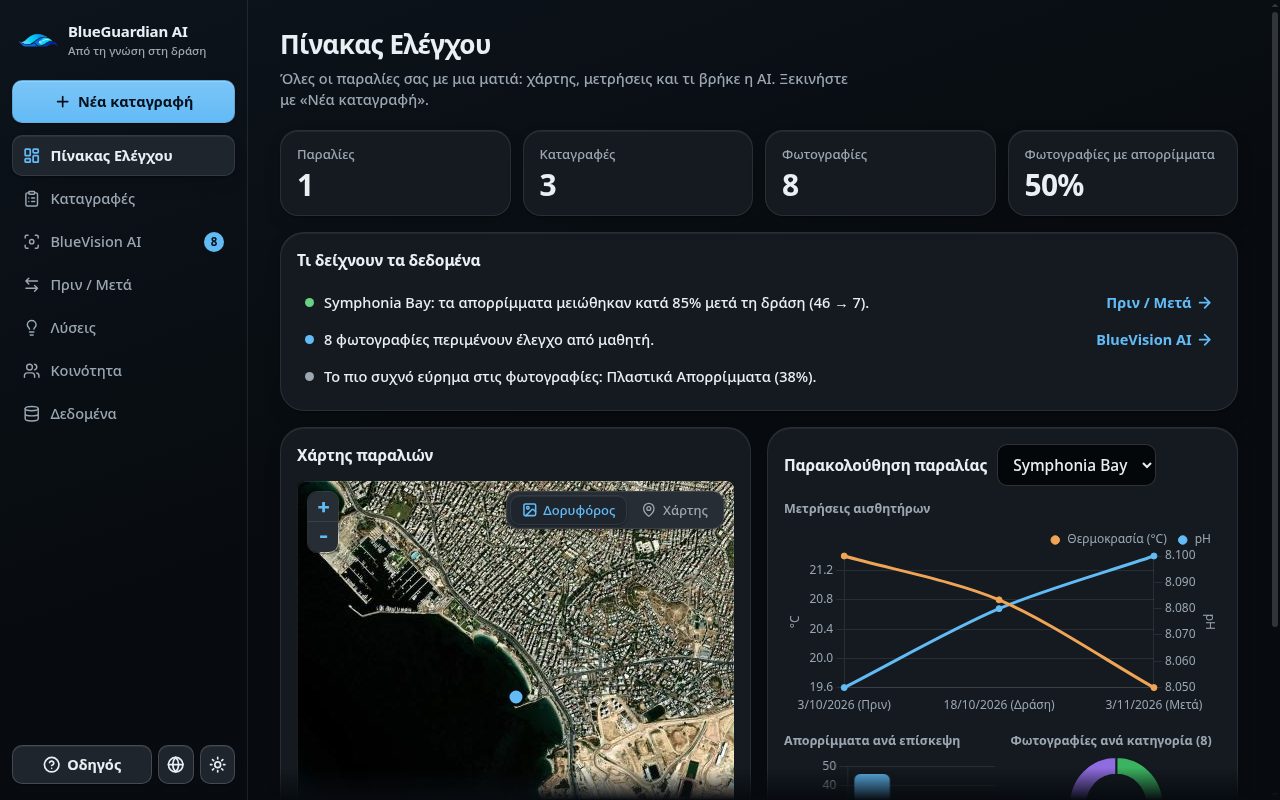 BlueGuardian AI
Από τη γνώση στη δράση
+ Νέα καταγραφή
Πίνακας Ελέγχου
Καταγραφές
BlueVision AI
8
Πριν / Μετά
Λύσεις
Κοινότητα
Δεδομένα
Οδηγός
Πίνακας Ελέγχου
Όλες οι παραλίες σας με μια ματιά: χάρτης, μετρήσεις και τι βρήκε η AI. Ξεκινήστε
με «Νέα καταγραφή».
Παραλίες
1
Καταγραφές
3
Φωτογραφίες
8
Φωτογραφίες με απορρίμματα
50%
Τι δείχνουν τα δεδομένα
Symphonia Bay: τα απορρίμματα μειώθηκαν κατά 85% μετά τη δράση (46 → 7).
Πριν / Μετά →
8 φωτογραφίες περιμένουν έλεγχο από μαθητή.
BlueVision AI →
Το πιο συχνό εύρημα στις φωτογραφίες: Πλαστικά Απορρίμματα (38%).
Χάρτης παραλιών
+
-
Δορυφόρος
Χάρτης
Παρακολούθηση παραλίας
Symphonia Bay
Μετρήσεις αισθητήρων
Θερμοκρασία (°C)
pH
21.2
20.8
20.4
20.0
19.6
°C
8.100
8.090
8.080
8.070
8.060
8.050
pH
3/10/2026 (Πριν)
18/10/2026 (Δράση)
3/11/2026 (Μετά)
Απορρίμματα ανά επίσκεψη
50
40
Φωτογραφίες ανά κατηγορία (8)